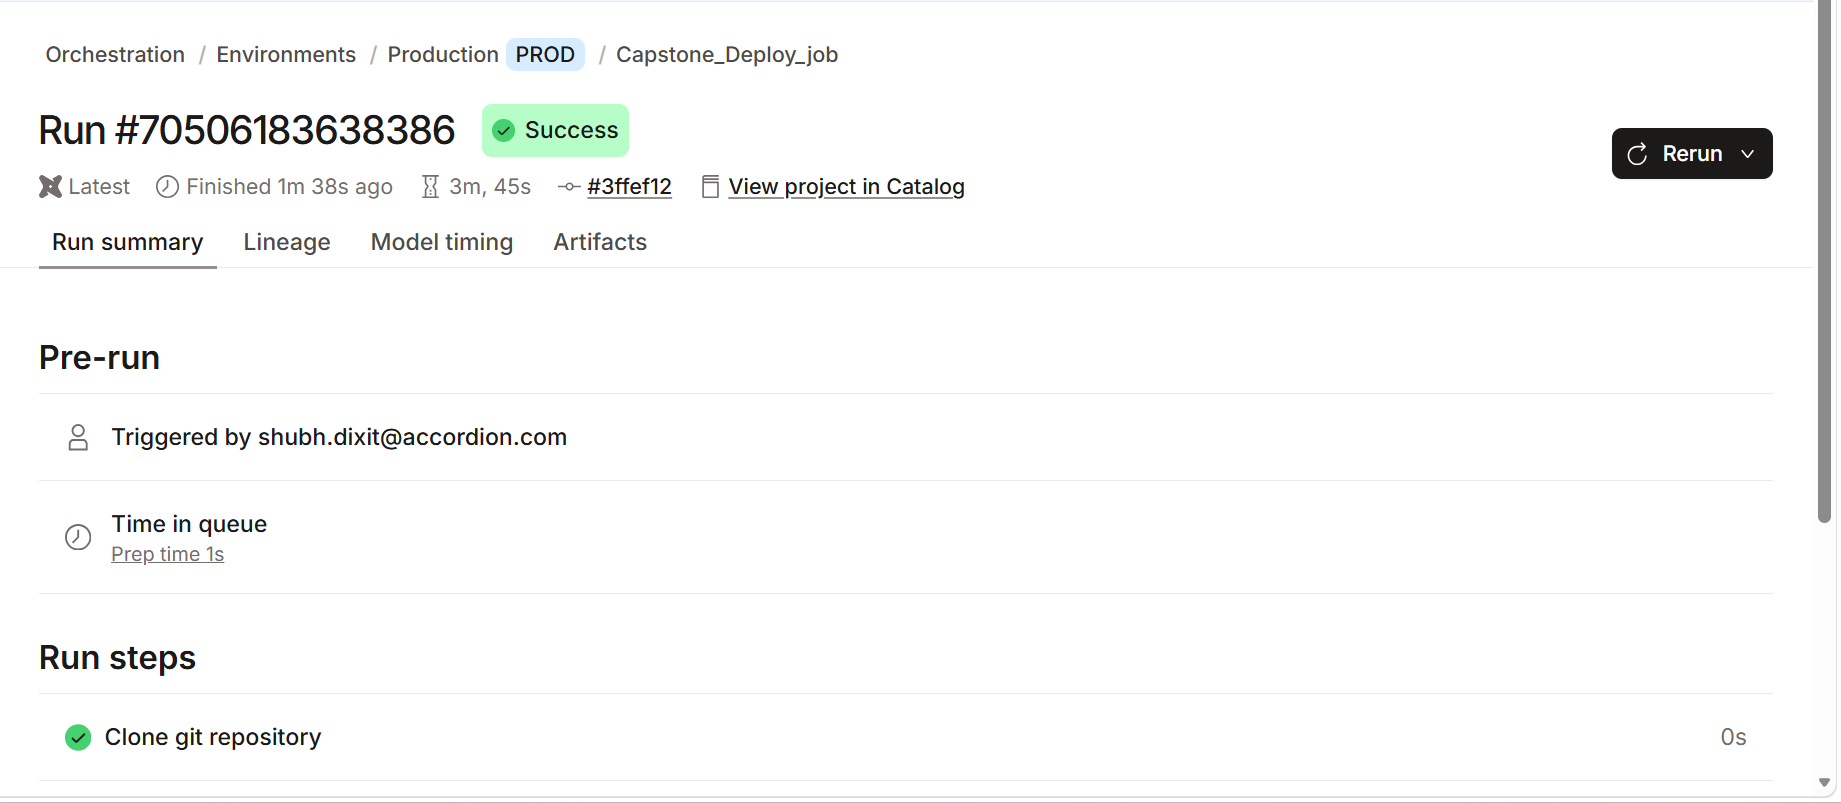 Orchestration / Environments / Production PROD / Capstone_Deploy_job
Run #70506183638386 Success
Rerun
Latest Finished 1m 38s ago 3m, 45s #3ffef12 View project in Catalog
Run summary Lineage Model timing Artifacts
Pre-run
Triggered by shubh.dixit@accordion.com
Time in queue
Prep time 1s
Run steps
Clone git repository 0s